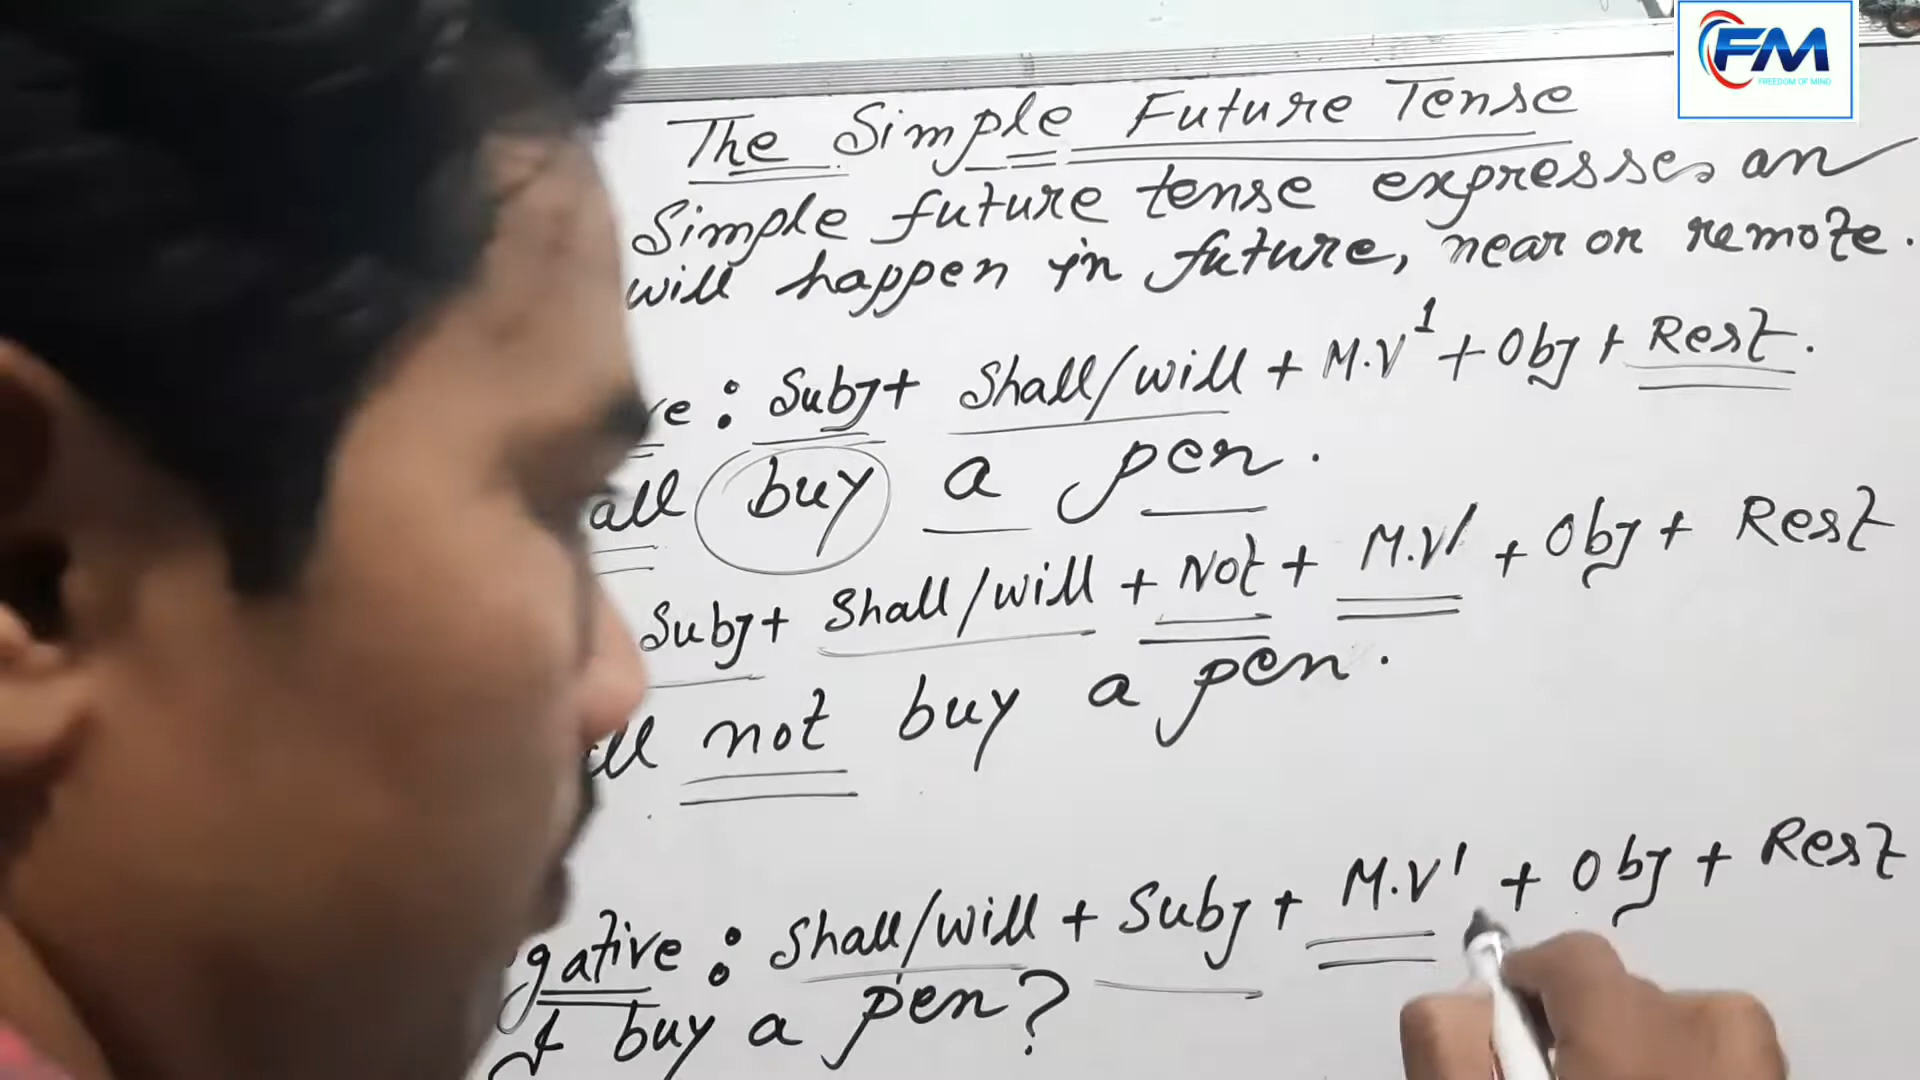 FM
FREEDOM OF MIND
The Simple Future Tense
Simple future tense expresses an
will happen in future, near or remote.
ve : Subj + Shall/will + M.V1 + Obj + Rest.
all buy a pen.
Subj + Shall/will + Not + M.V1 + Obj + Rest
ll not buy a pen.
gative : Shall/will + Subj + M.V1 + Obj + Rest
I buy a pen?